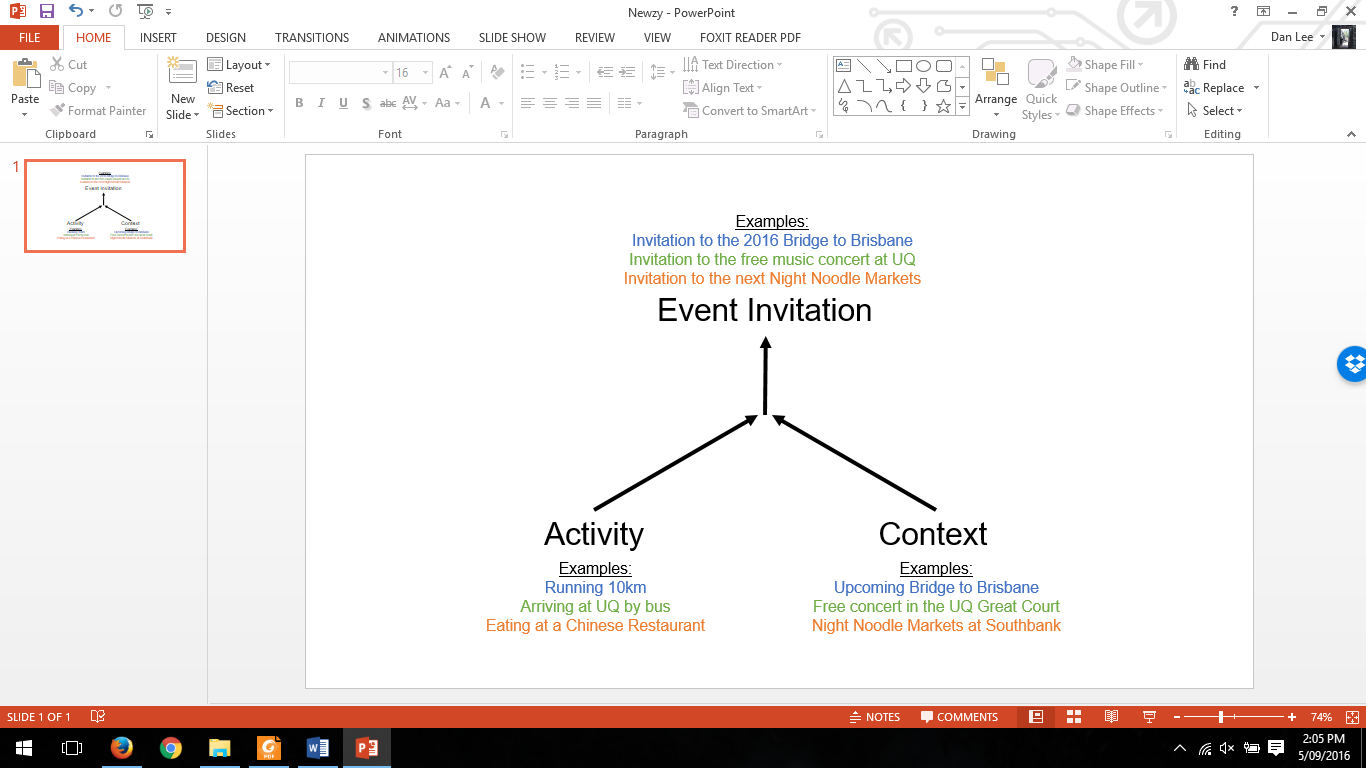 Newzy - PowerPoint
?
FILE HOME INSERT DESIGN TRANSITIONS ANIMATIONS SLIDE SHOW REVIEW VIEW FOXIT READER PDF Dan Lee
Paste
Cut
Copy
Format Painter
Clipboard
New
Slide
Layout
Reset
Section
Slides
16
B I U S abc AV Aa A
Font
Text Direction
Align Text
Convert to SmartArt
Paragraph
Arrange
Quick
Styles
Shape Fill
Shape Outline
Shape Effects
Drawing
Find
Replace
Select
Editing
1
Examples:
Invitation to the 2016 Bridge to Brisbane
Invitation to the free music concert at UQ
Invitation to the next Night Noodle Markets
Event Invitation
Activity
Examples:
Running 10km
Arriving at UQ by bus
Eating at a Chinese Restaurant
Context
Examples:
Upcoming Bridge to Brisbane
Free concert in the UQ Great Court
Night Noodle Markets at Southbank
SLIDE 1 OF 1 NOTES COMMENTS 74%
2:05 PM
5/09/2016